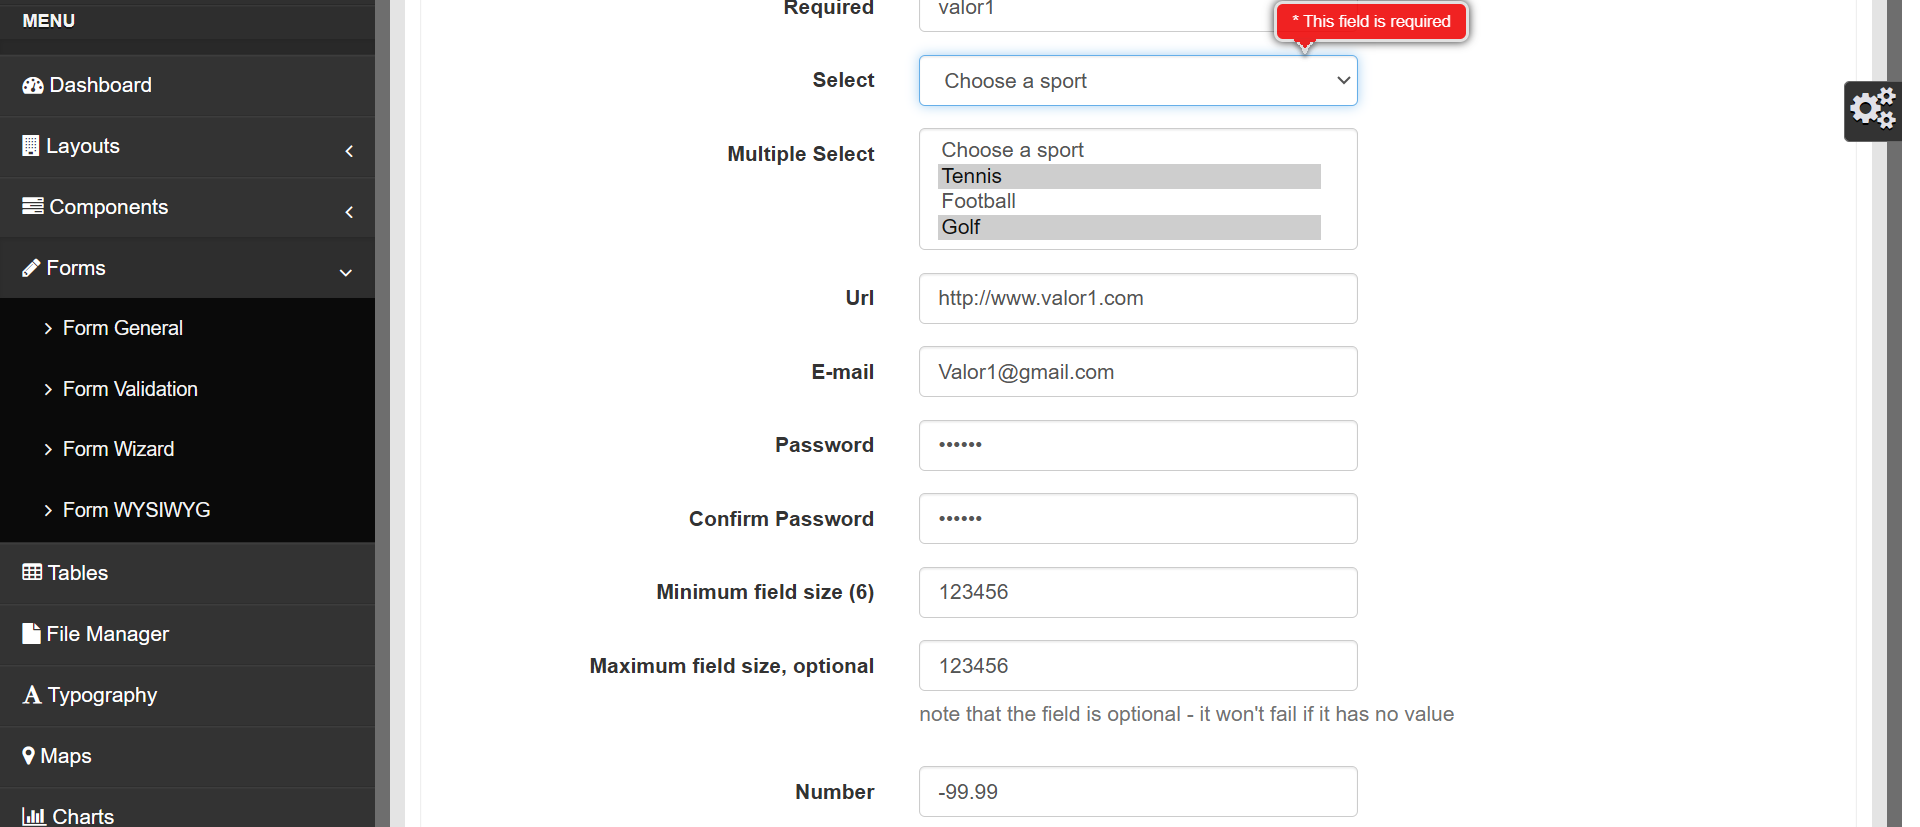 MENU
Dashboard
Layouts
Components
Forms
Form General
Form Validation
Form Wizard
Form WYSIWYG
Tables
File Manager
Typography
Maps
Charts
Required
valor1
* This field is required
Select
Choose a sport
Multiple Select
Choose a sport
Tennis
Football
Golf
Url
http://www.valor1.com
E-mail
Valor1@gmail.com
Password
••••••
Confirm Password
••••••
Minimum field size (6)
123456
Maximum field size, optional
123456
note that the field is optional - it won't fail if it has no value
Number
-99.99